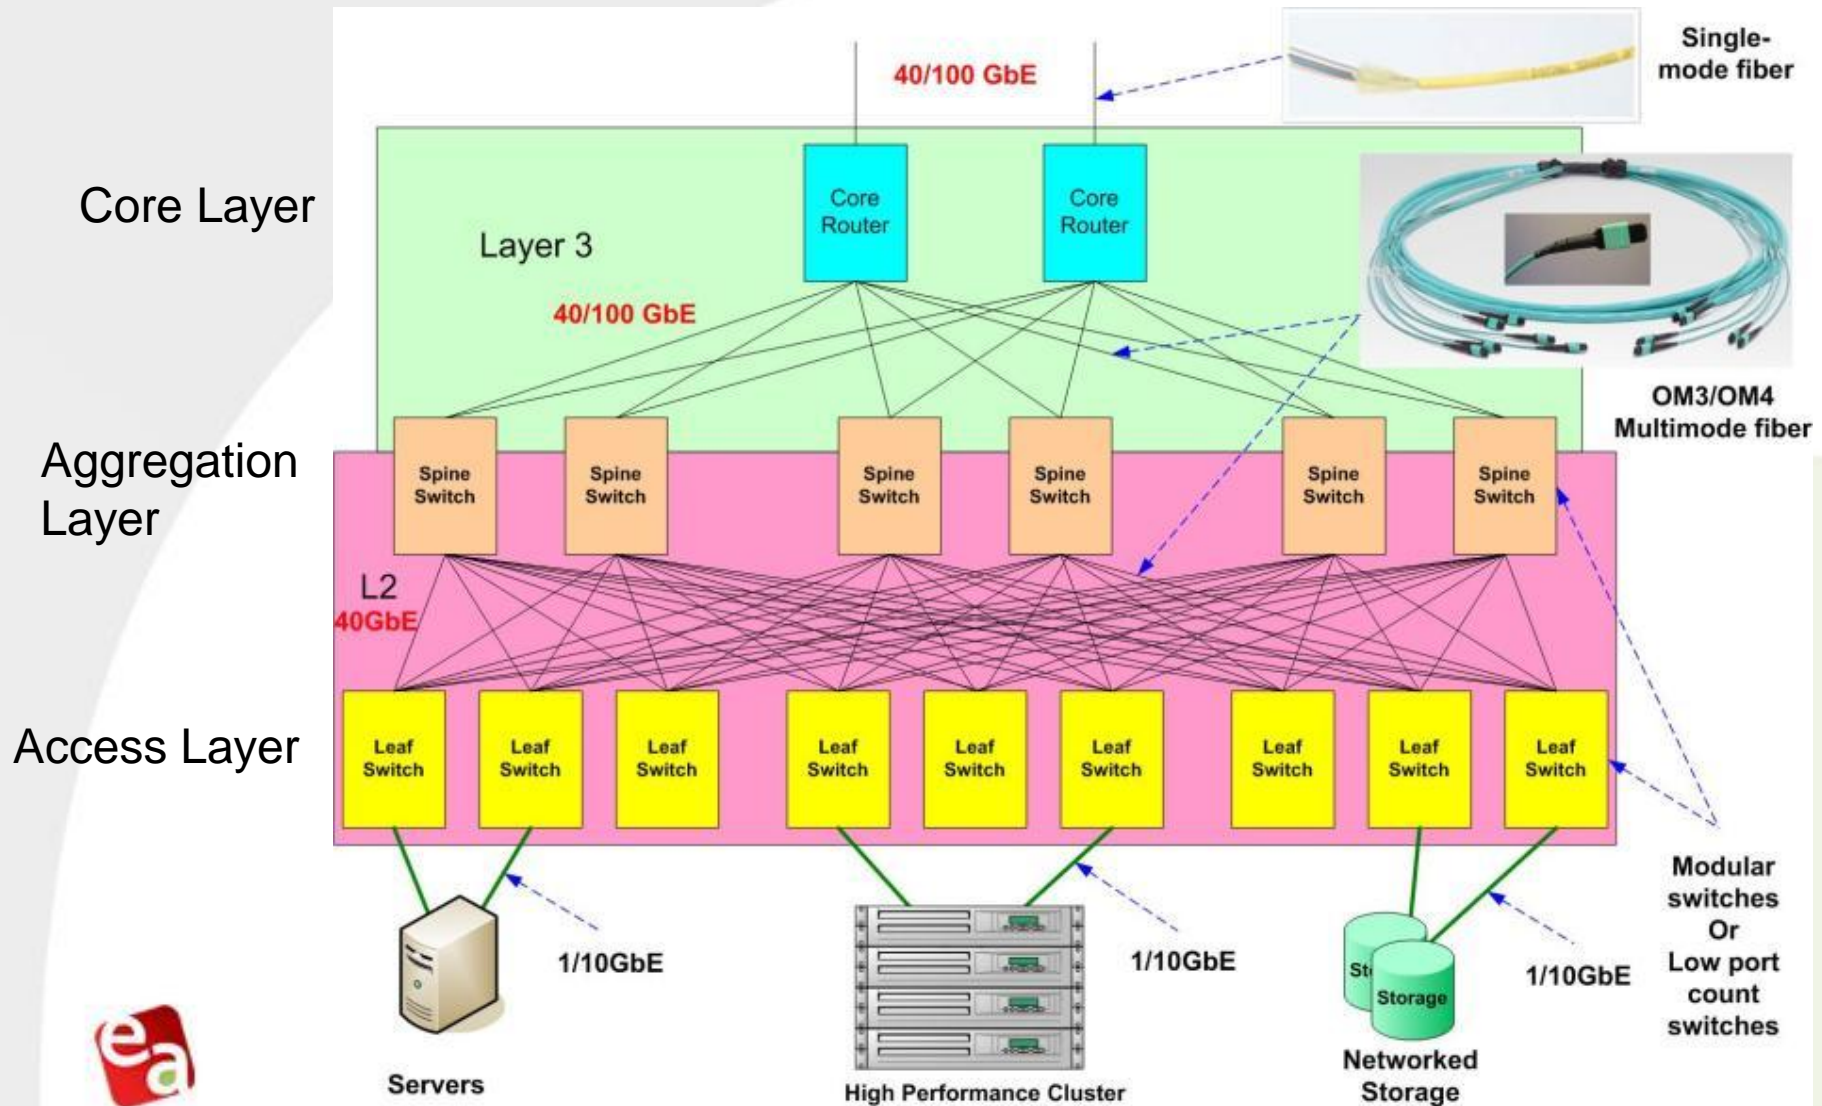 Single-
mode fiber
40/100 GbE
Core Layer
Core
Router
Core
Router
Layer 3
40/100 GbE
OM3/OM4
Multimode fiber
Aggregation
Layer
Spine
Switch
Spine
Switch
Spine
Switch
Spine
Switch
Spine
Switch
Spine
Switch
L2
40GbE
Access Layer
Leaf
Switch
Leaf
Switch
Leaf
Switch
Leaf
Switch
Leaf
Switch
Leaf
Switch
Leaf
Switch
Leaf
Switch
Leaf
Switch
Modular
switches
Or
Low port
count
switches
1/10GbE
1/10GbE
1/10GbE
Storage
ea
Servers
High Performance Cluster
Networked
Storage